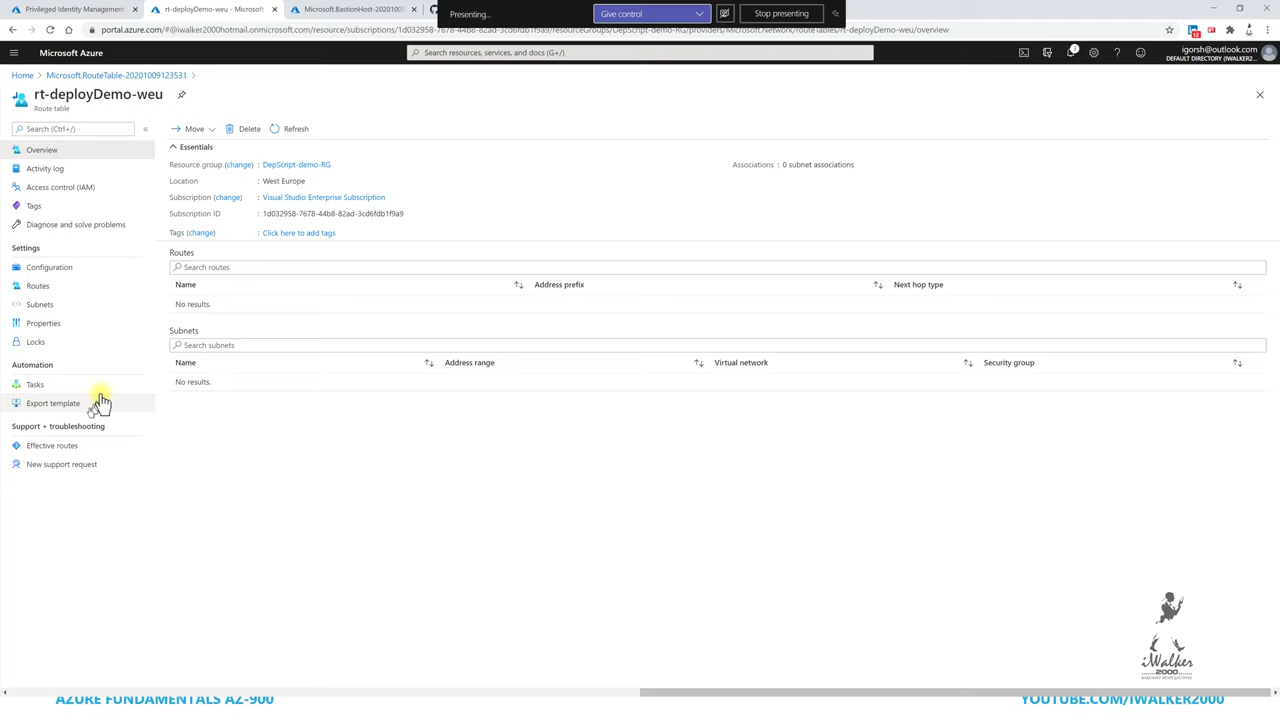 Privileged Identity Management
rt-deployDemo-weu - Microsoft
Microsoft.BastionHost-20201009
Presenting...
Give control
Stop presenting
portal.azure.com/#@iwalker2000hotmail.onmicrosoft.com/resource/subscriptions/1d032958-7678-44b8-82ad-3cd6fdb1f9a9/resourceGroups/DepScript-demo-RG/providers/Microsoft.Network/routeTables/rt-deployDemo-weu/overview
12
Microsoft Azure
Search resources, services, and docs (G+/)
1
igorsh@outlook.com
DEFAULT DIRECTORY (IWALKER2...
Home > Microsoft.RouteTable-20201009123531 >
rt-deployDemo-weu
Route table
Search (Ctrl+/)
«
Move
Delete
Refresh
Overview
Activity log
Access control (IAM)
Tags
Diagnose and solve problems
Settings
Configuration
Routes
Subnets
Properties
Locks
Automation
Tasks
Export template
Support + troubleshooting
Effective routes
New support request
Essentials
Resource group (change) : DepScript-demo-RG
Location : West Europe
Subscription (change) : Visual Studio Enterprise Subscription
Subscription ID : 1d032958-7678-44b8-82ad-3cd6fdb1f9a9
Tags (change) : Click here to add tags
Associations : 0 subnet associations
Routes
Search routes
Name Address prefix Next hop type
No results.
Subnets
Search subnets
Name Address range Virtual network Security group
No results.
iWalker
2000
ВИДЕОБЛОГ ИГОРЯ ШАСТИТКО
AZURE FUNDAMENTALS AZ-900
YOUTUBE.COM/IWALKER2000